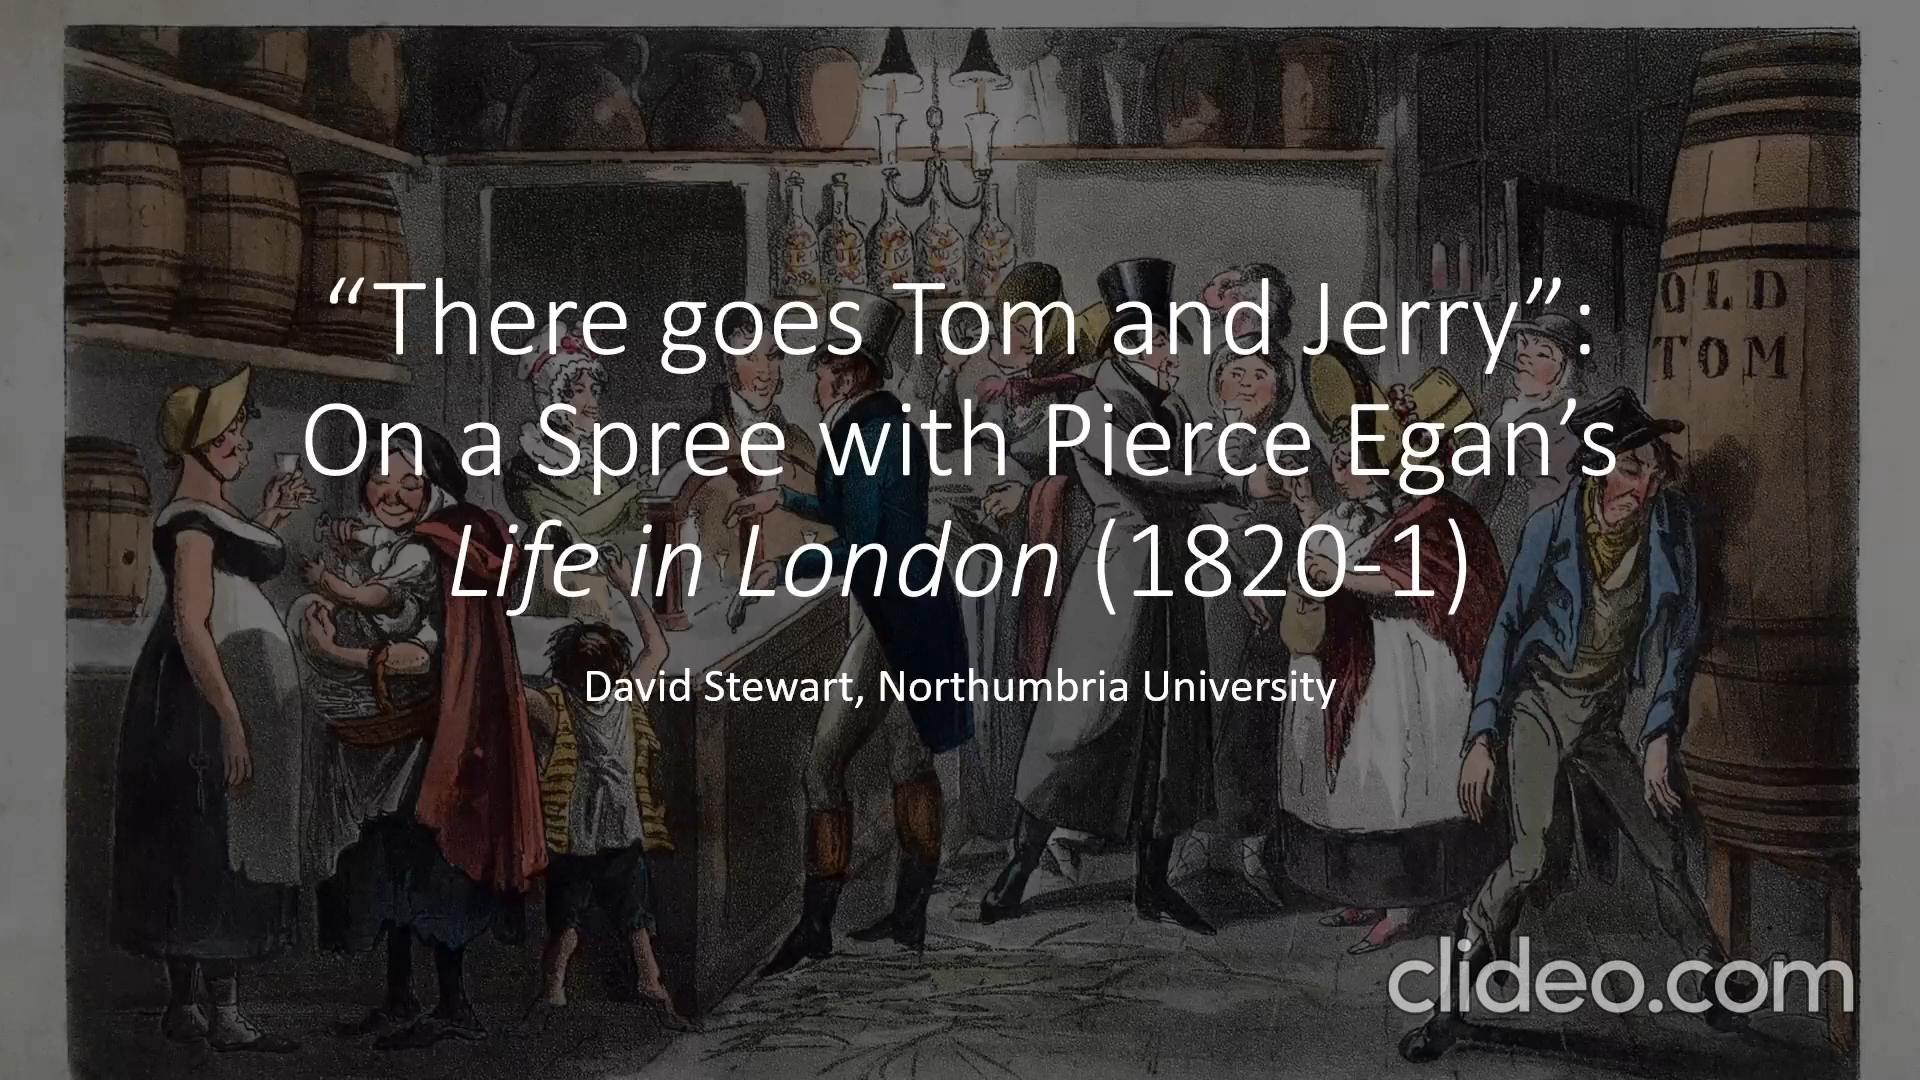 “There goes Tom and Jerry”:
On a Spree with Pierce Egan’s
Life in London (1820-1)
David Stewart, Northumbria University
OLD
TOM
clideo.com